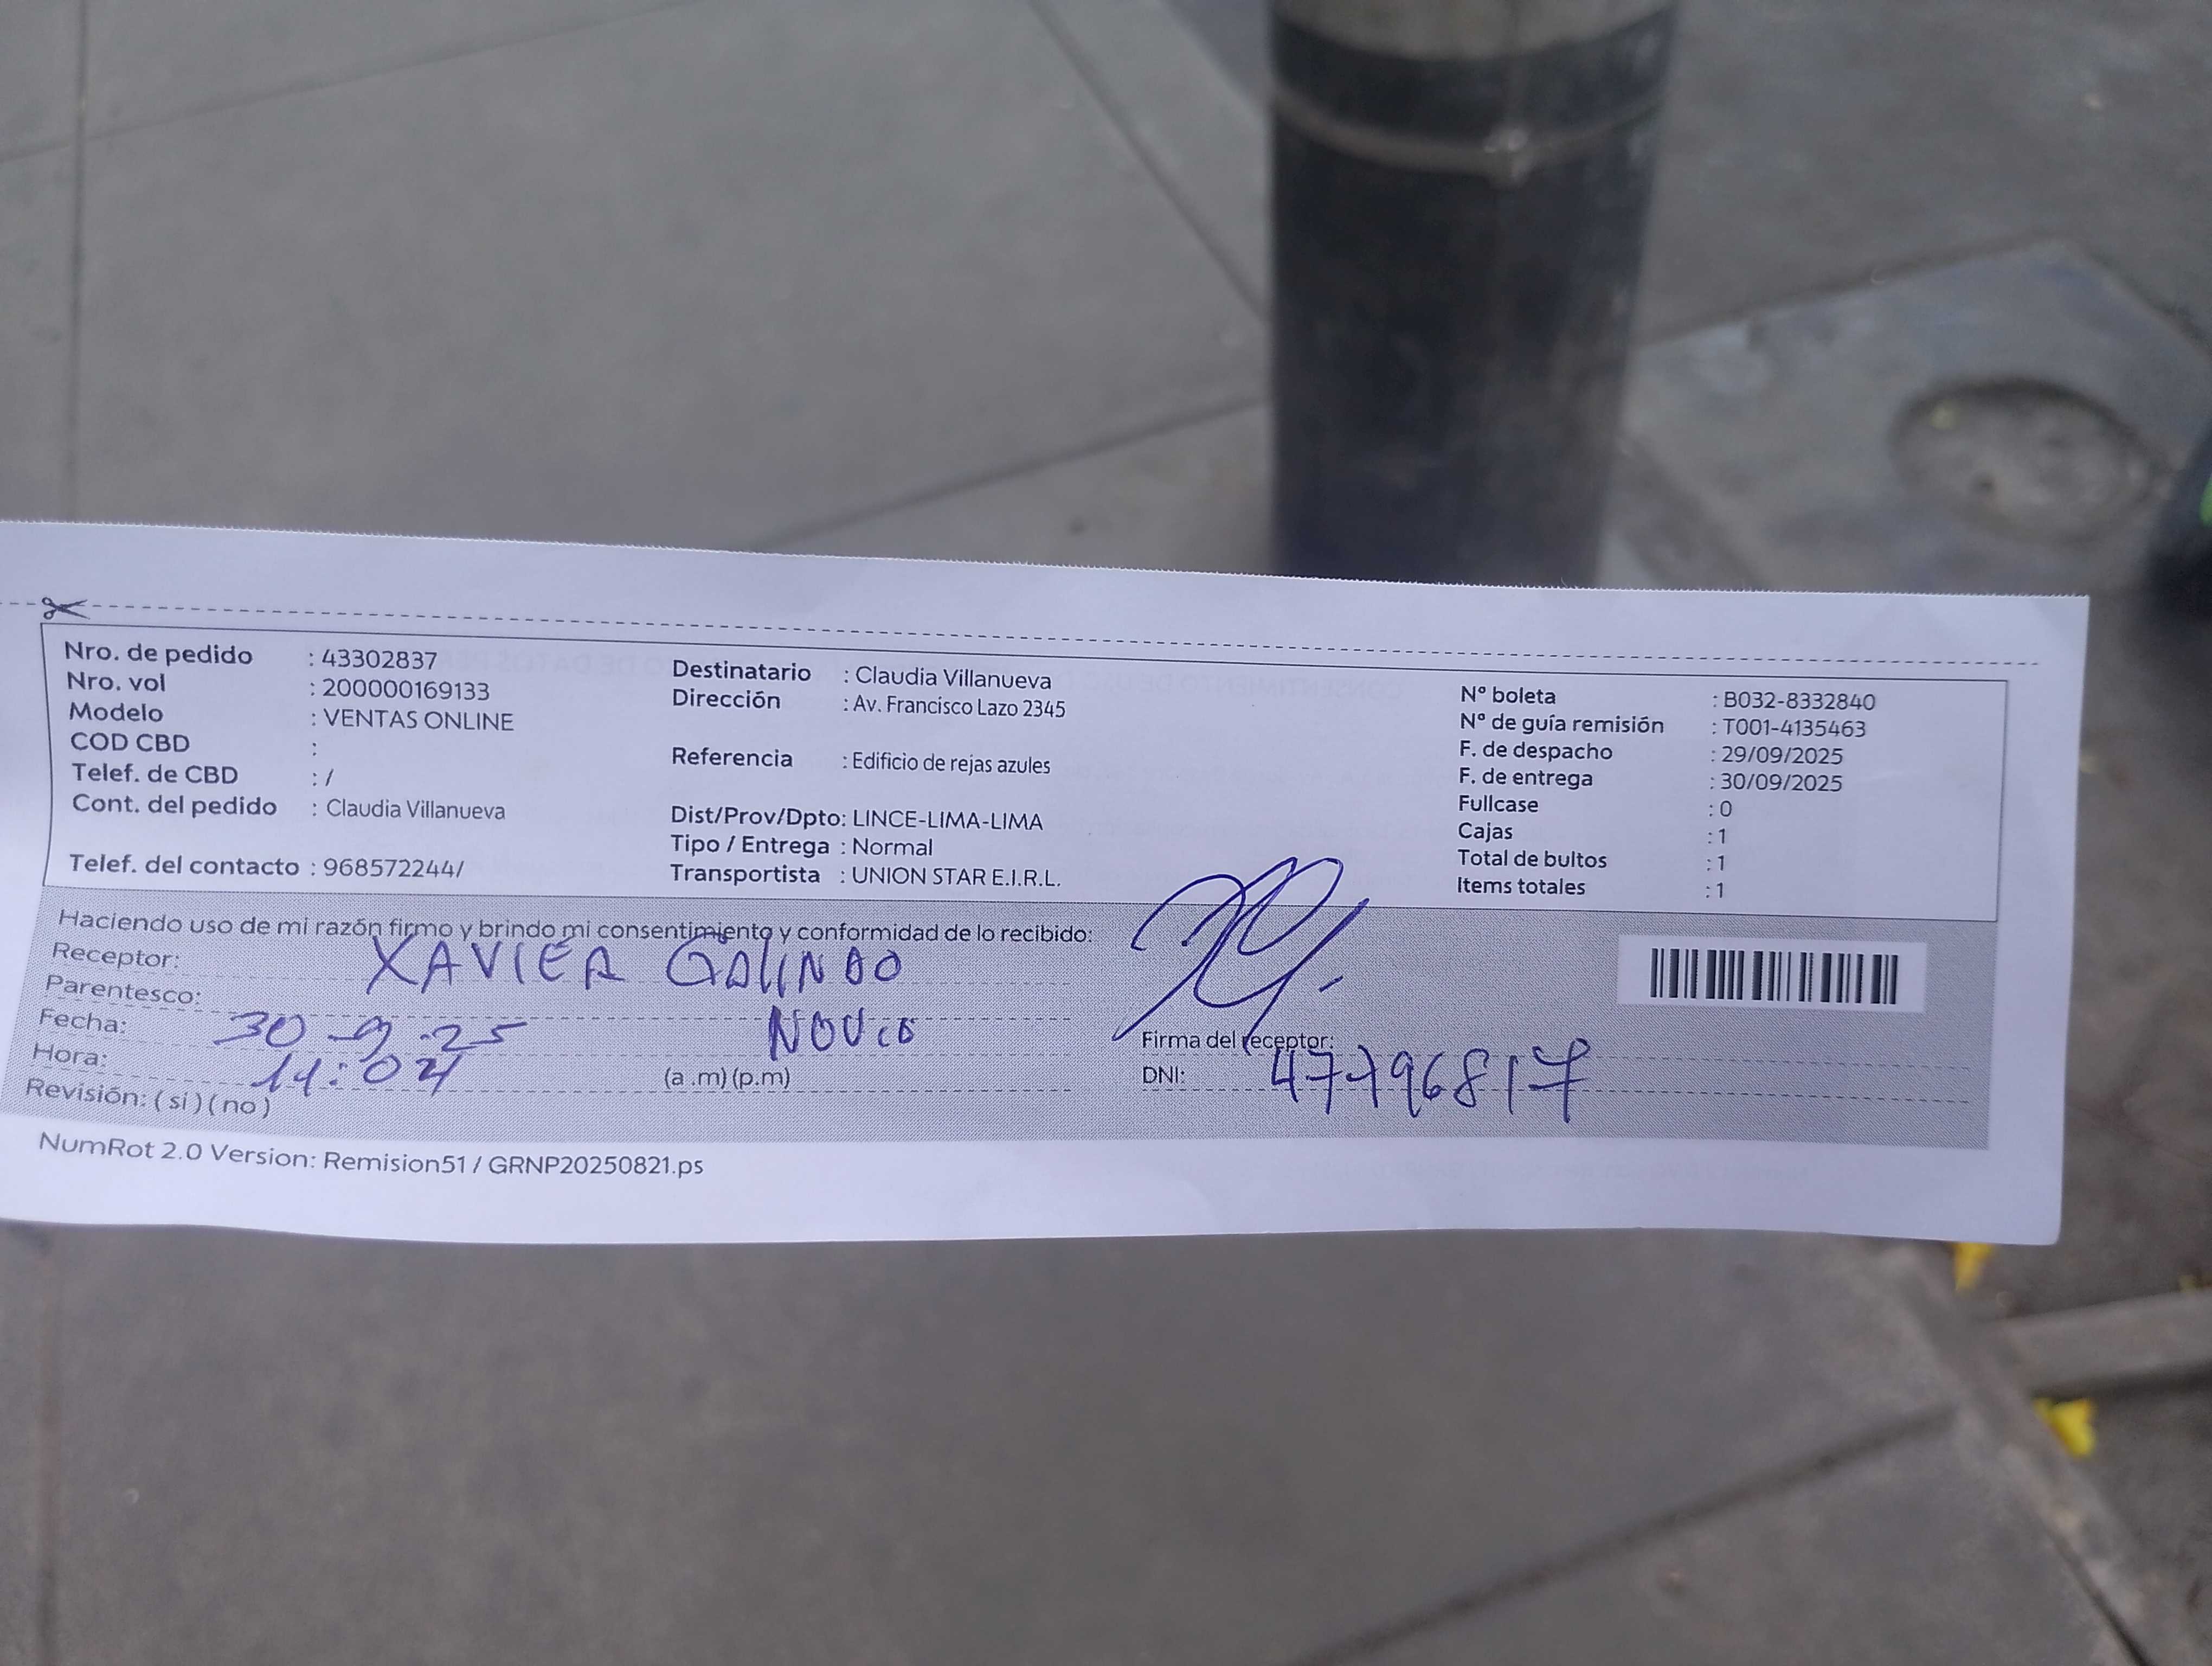 Nro. de pedido : 43302837
Nro. vol : 200000169133
Modelo : VENTAS ONLINE
COD CBD :
Telef. de CBD : /
Cont. del pedido : Claudia Villanueva
Telef. del contacto : 968572244/
Destinatario : Claudia Villanueva
Dirección : Av. Francisco Lazo 2345
Referencia : Edificio de rejas azules
Dist/Prov/Dpto: LINCE-LIMA-LIMA
Tipo / Entrega : Normal
Transportista : UNION STAR E.I.R.L.
N° boleta : B032-8332840
N° de guía remisión : T001-4135463
F. de despacho : 29/09/2025
F. de entrega : 30/09/2025
Fullcase : 0
Cajas : 1
Total de bultos : 1
Items totales : 1
Haciendo uso de mi razón firmo y brindo mi consentimiento y conformidad de lo recibido:
Receptor: XAVIER GALINDO
Parentesco: NOVIO
Fecha: 30-9-25
Hora: (a .m) (p.m)
Revisión: ( sí ) ( no )
Firma del receptor:
DNI: 47796817
NumRot 2.0 Version: Remision51 / GRNP20250821.ps